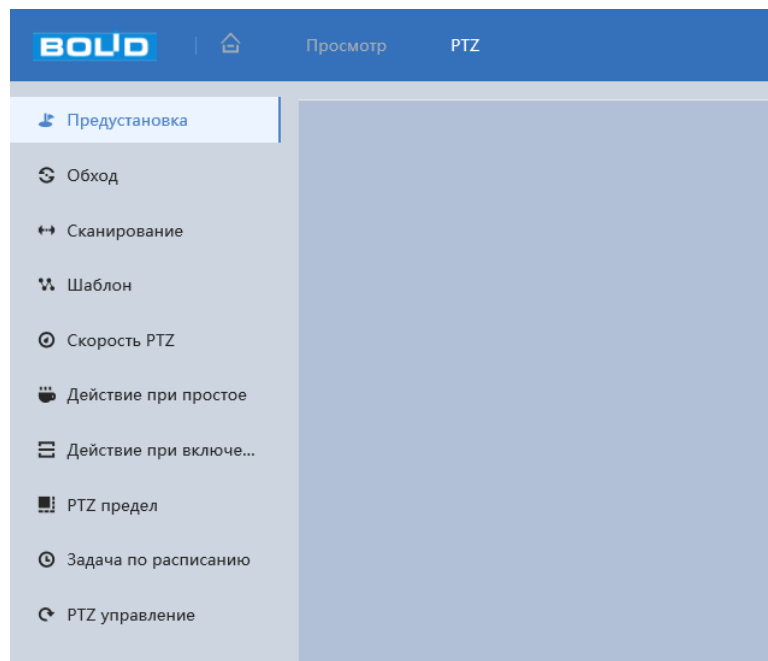 BOLID
Просмотр
PTZ
Предустановка
Обход
Сканирование
Шаблон
Скорость PTZ
Действие при простое
Действие при включе...
PTZ предел
Задача по расписанию
PTZ управление